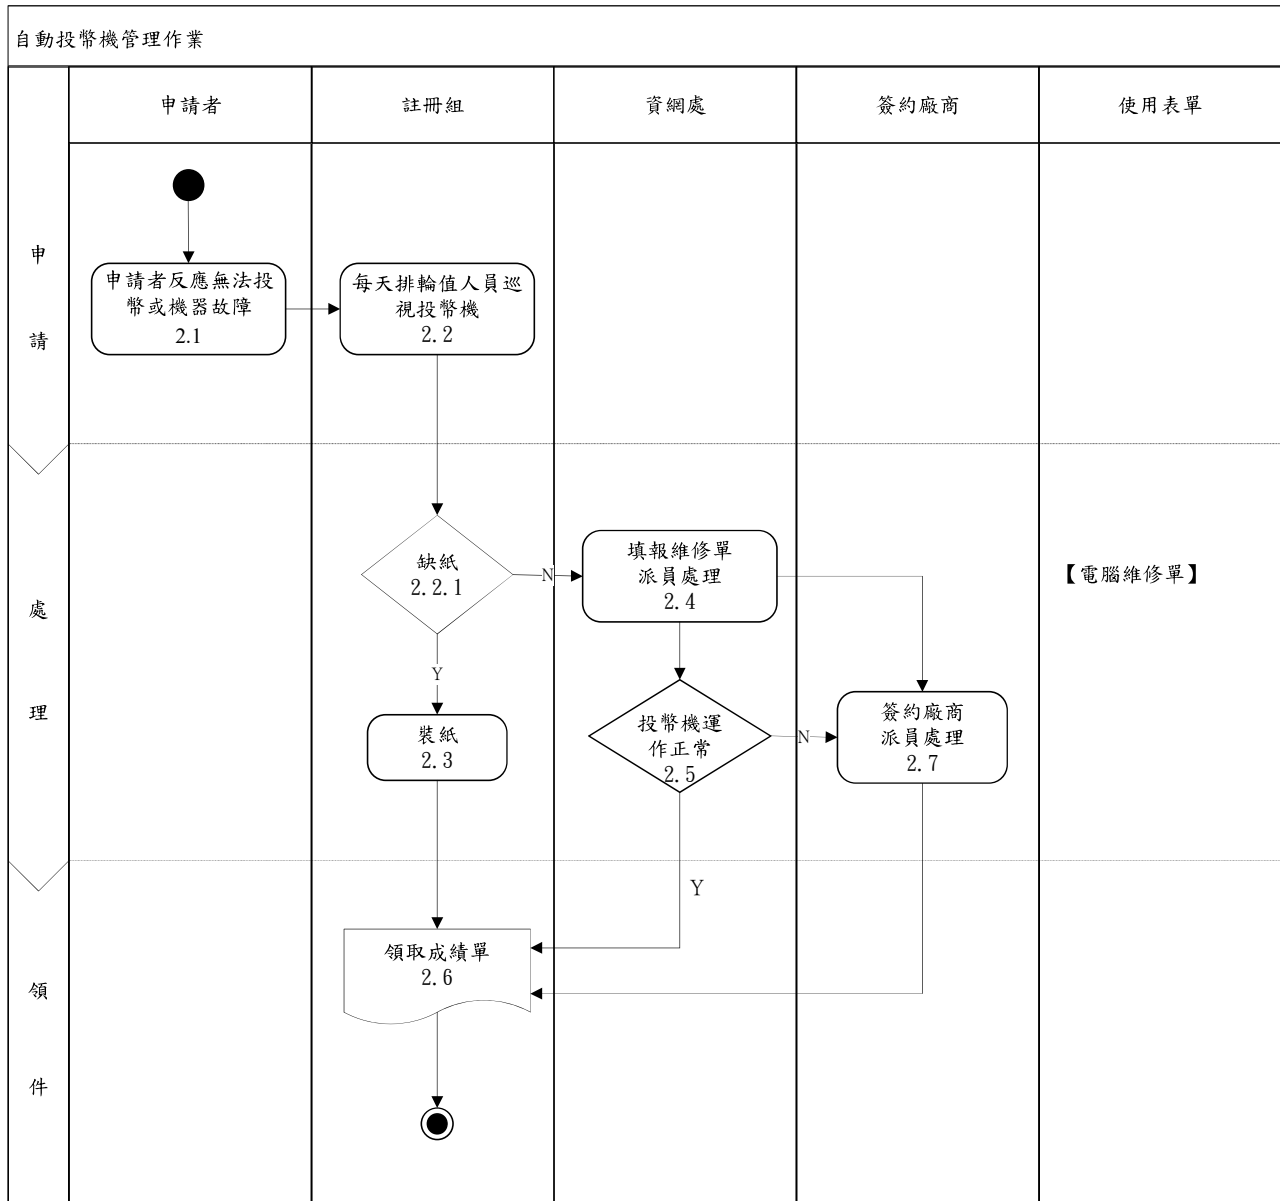 自動投幣機管理作業
申請者
註冊組
資網處
簽約廠商
使用表單
申
請
申請者反應無法投
幣或機器故障
2.1
每天排輪值人員巡
視投幣機
2.2
處
理
缺紙
2.2.1
N
填報維修單
派員處理
2.4
【電腦維修單】
Y
裝紙
2.3
投幣機運
作正常
2.5
N
簽約廠商
派員處理
2.7
領
件
Y
領取成績單
2.6